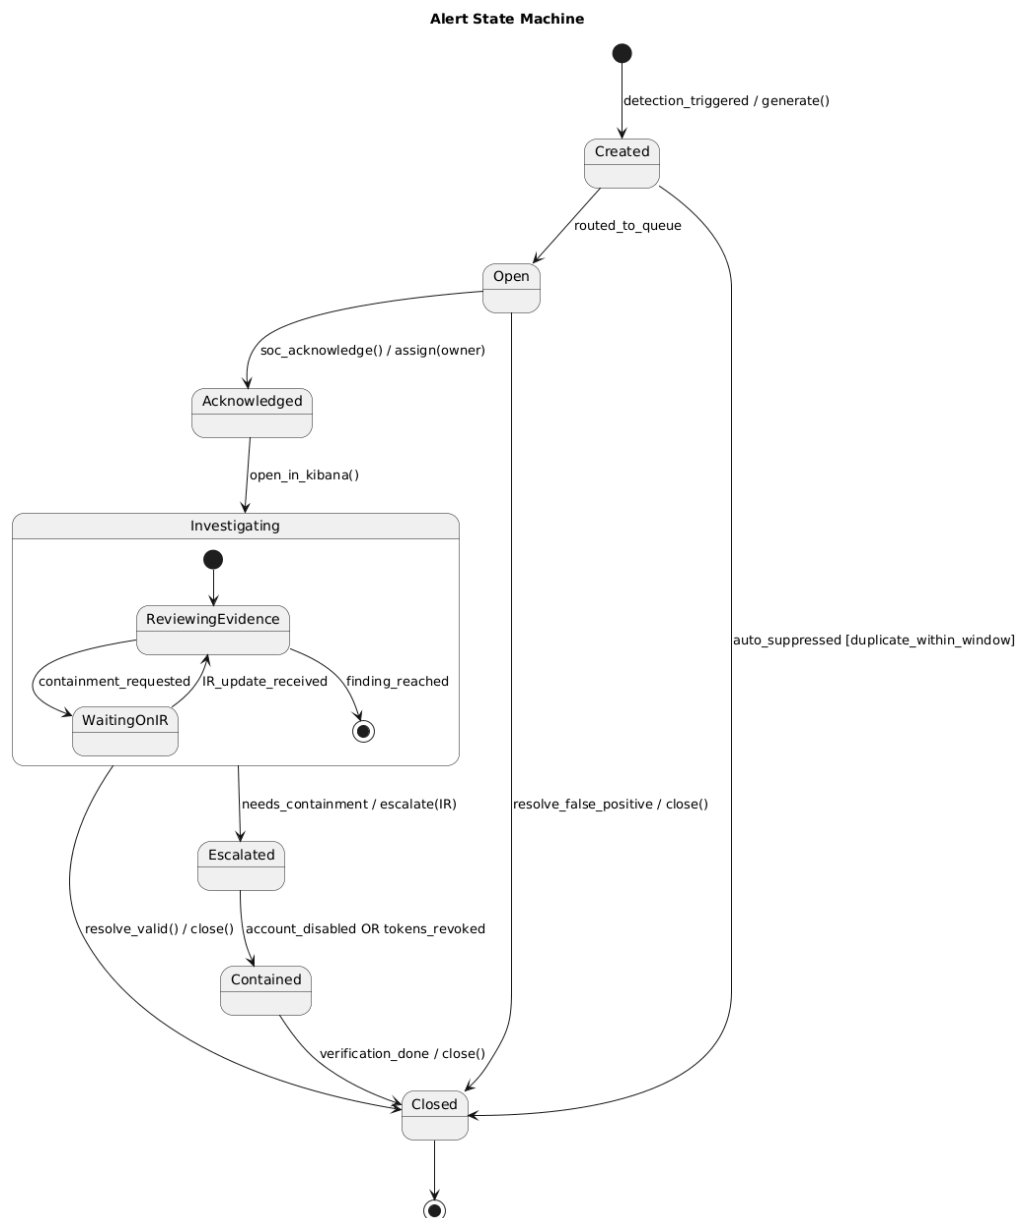 Alert State Machine
detection_triggered / generate()
Created
routed_to_queue
Open
soc_acknowledge() / assign(owner)
Acknowledged
open_in_kibana()
Investigating
ReviewingEvidence
auto_suppressed [duplicate_within_window]
containment_requested
IR_update_received
finding_reached
WaitingOnIR
needs_containment / escalate(IR)
resolve_false_positive / close()
Escalated
resolve_valid() / close()
account_disabled OR tokens_revoked
Contained
verification_done / close()
Closed